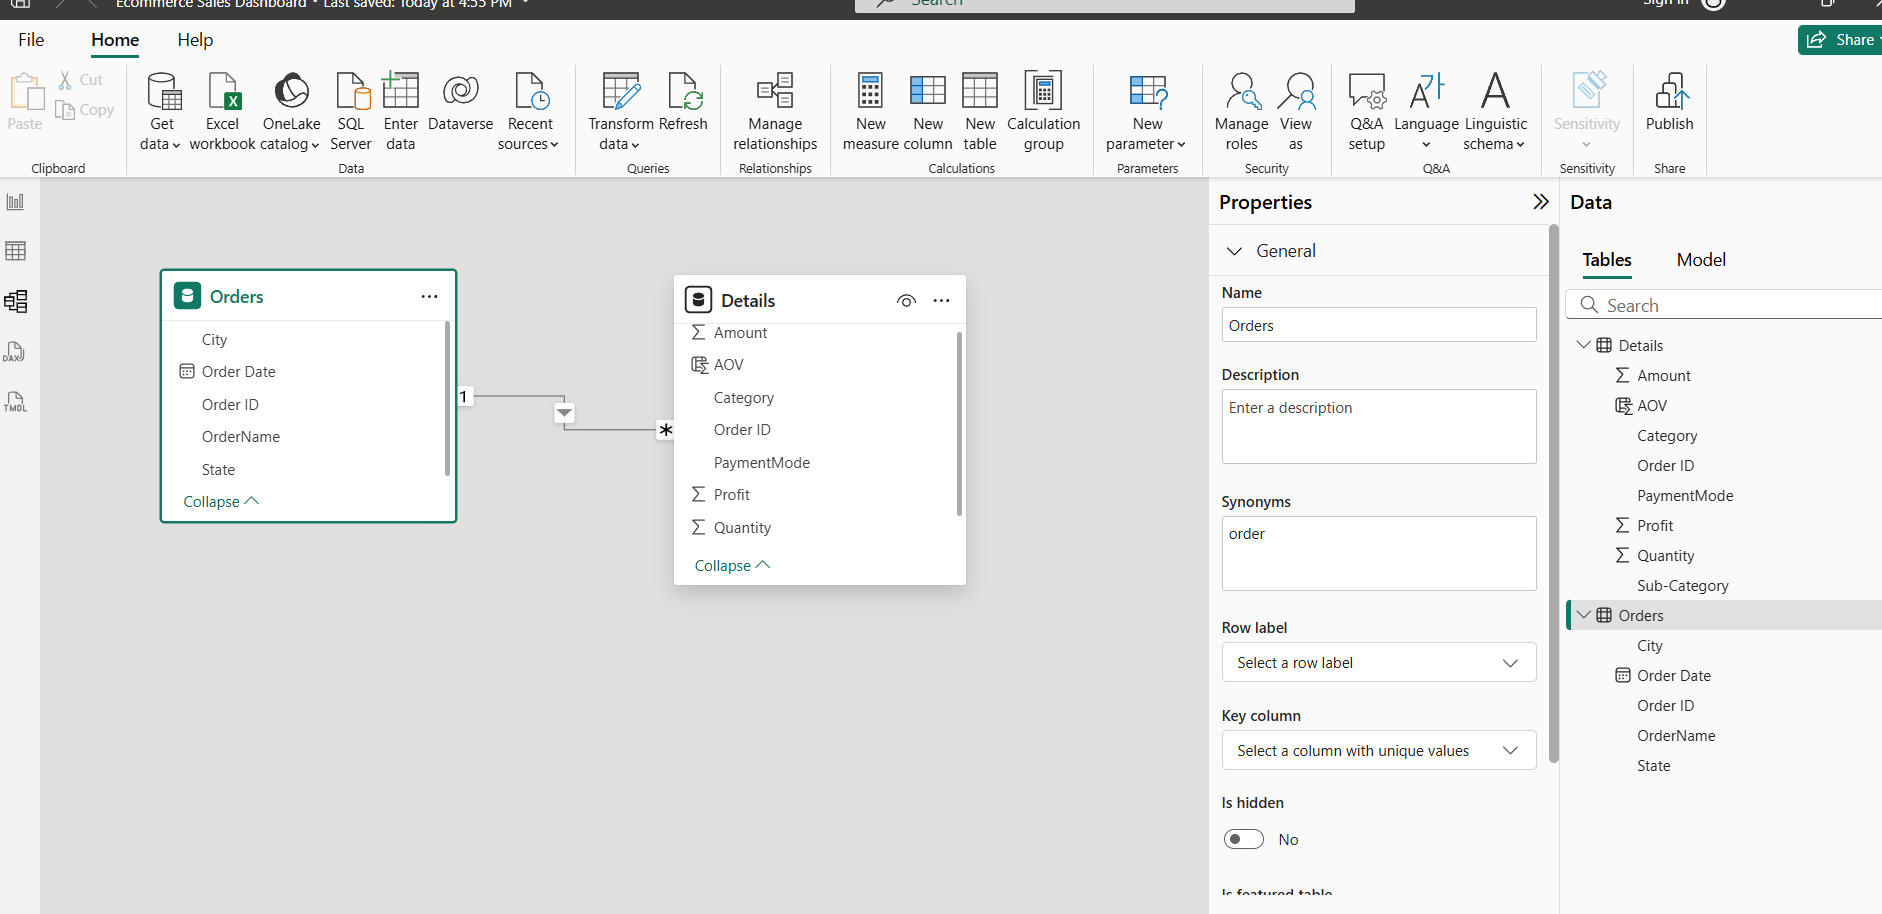 Ecommerce Sales Dashboard • Last saved: Today at 4:55 PM
Search
Sign in
File
Home
Help
Share
Paste
Cut
Copy
Clipboard
Get data
Excel workbook
OneLake catalog
SQL Server
Enter data
Dataverse
Recent sources
Data
Transform data
Refresh
Queries
Manage relationships
Relationships
New measure
New column
New table
Calculation group
Calculations
New parameter
Parameters
Manage roles
View as
Security
Q&A setup
Language
Linguistic schema
Q&A
Sensitivity
Sensitivity
Publish
Share
DAX
TMDL
Orders
City
Order Date
Order ID
OrderName
State
Collapse
1
*
Details
Amount
AOV
Category
Order ID
PaymentMode
Profit
Quantity
Collapse
Properties
General
Name
Orders
Description
Enter a description
Synonyms
order
Row label
Select a row label
Key column
Select a column with unique values
Is hidden
No
Is featured table
Data
Tables
Model
Search
Details
Amount
AOV
Category
Order ID
PaymentMode
Profit
Quantity
Sub-Category
Orders
City
Order Date
Order ID
OrderName
State